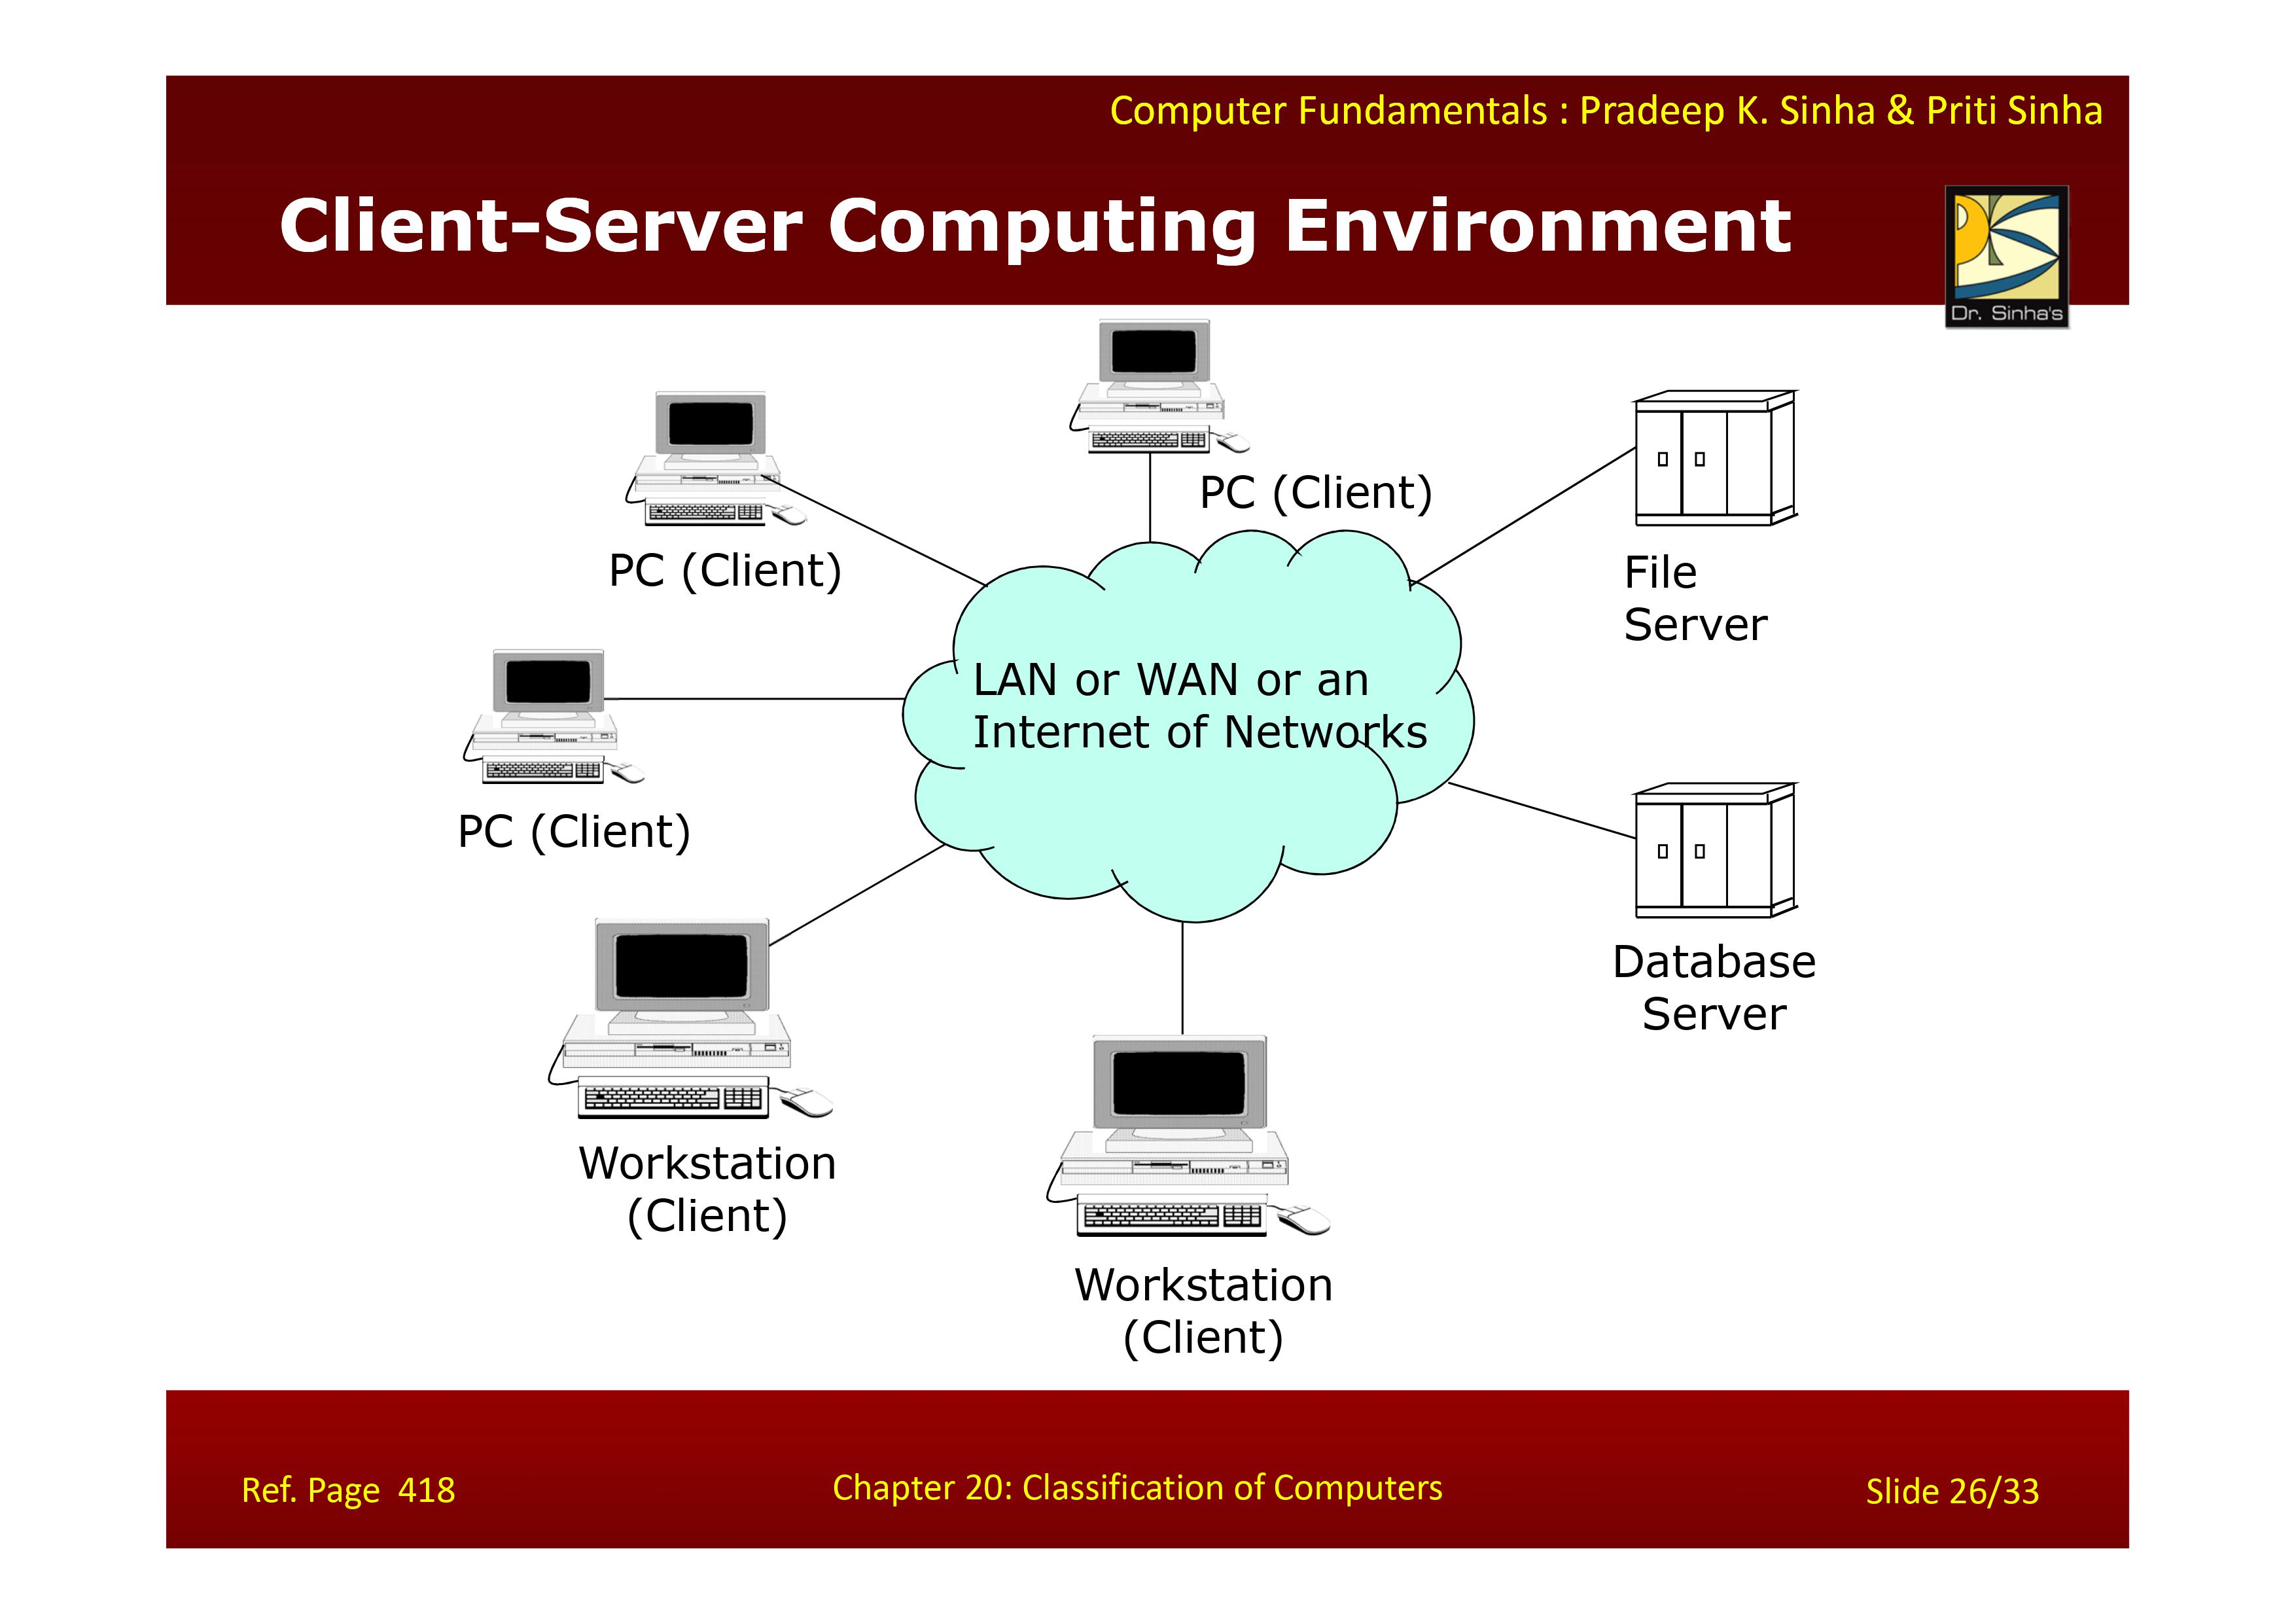 Computer Fundamentals : Pradeep K. Sinha & Priti Sinha
Client-Server Computing Environment
Dr. Sinha's
PC (Client)
PC (Client)
File
Server
LAN or WAN or an
Internet of Networks
PC (Client)
Database
Server
Workstation
(Client)
Workstation
(Client)
Ref. Page 418
Chapter 20: Classification of Computers
Slide 26/33